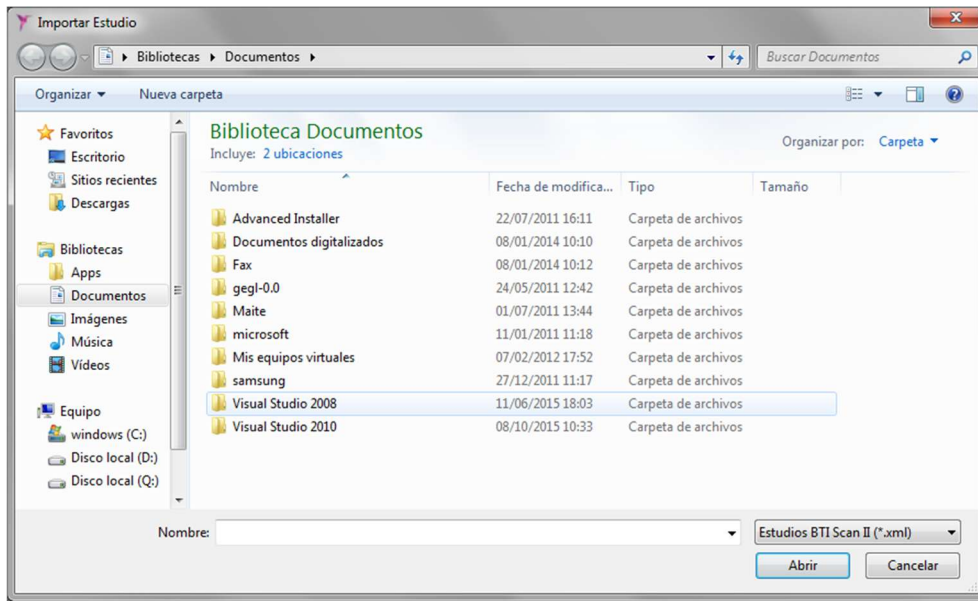 Importar Estudio
Bibliotecas Documentos
Buscar Documentos
Organizar Nueva carpeta
Favoritos
Escritorio
Sitios recientes
Descargas
Bibliotecas
Apps
Documentos
Imágenes
Música
Vídeos
Equipo
windows (C:)
Disco local (D:)
Disco local (Q:)
Biblioteca Documentos
Incluye: 2 ubicaciones
Organizar por: Carpeta
Nombre Fecha de modifica... Tipo Tamaño
Advanced Installer 22/07/2011 16:11 Carpeta de archivos
Documentos digitalizados 08/01/2014 10:10 Carpeta de archivos
Fax 08/01/2014 10:12 Carpeta de archivos
gegl-0.0 24/05/2011 12:42 Carpeta de archivos
Maite 01/07/2011 13:44 Carpeta de archivos
microsoft 11/01/2011 11:18 Carpeta de archivos
Mis equipos virtuales 07/02/2012 17:52 Carpeta de archivos
samsung 27/12/2011 11:17 Carpeta de archivos
Visual Studio 2008 11/06/2015 18:03 Carpeta de archivos
Visual Studio 2010 08/10/2015 10:33 Carpeta de archivos
Nombre:
Estudios BTI Scan II (*.xml)
Abrir Cancelar